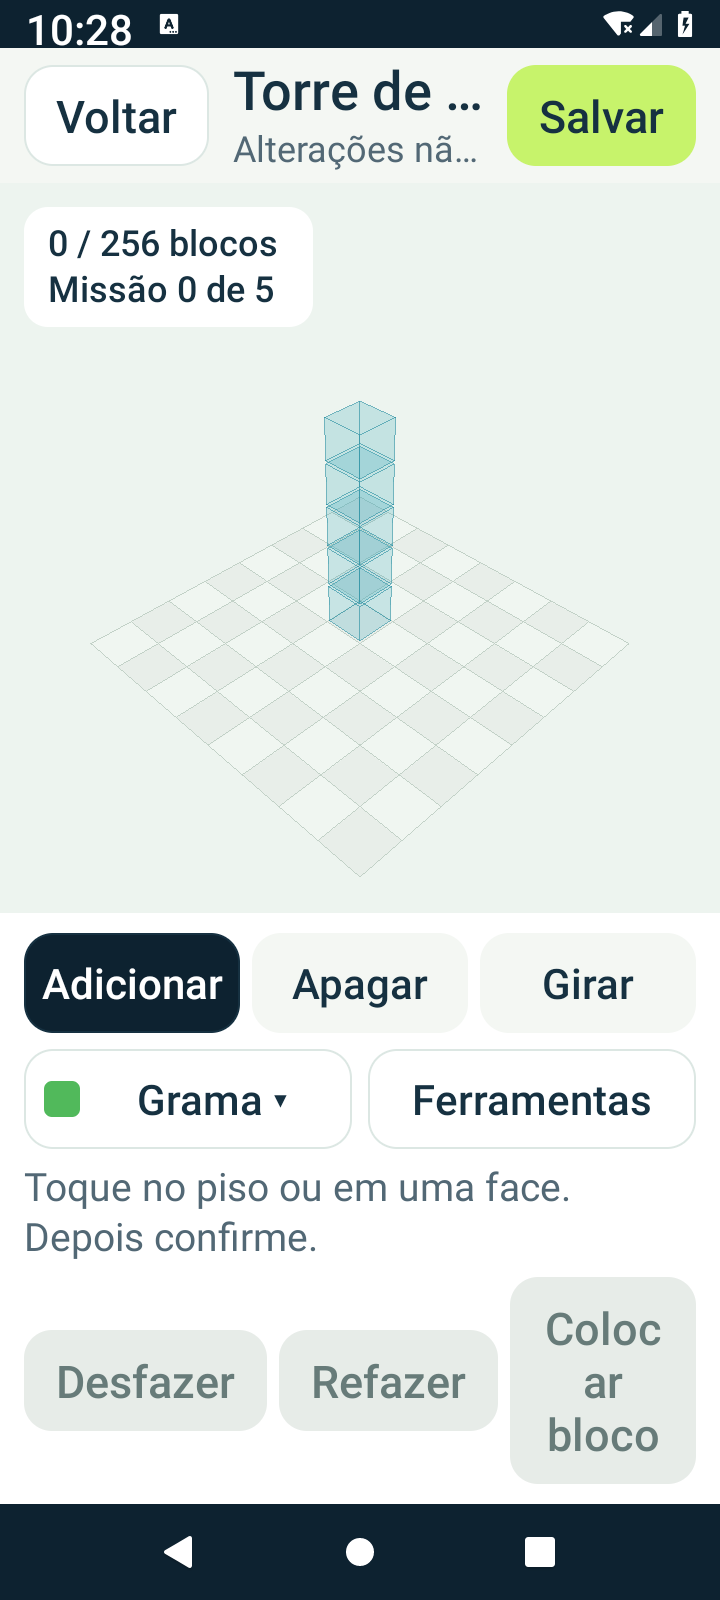 10:28
Voltar
Torre de ...
Alterações nã...
Salvar
0 / 256 blocos
Missão 0 de 5
Adicionar
Apagar
Girar
Grama ▾
Ferramentas
Toque no piso ou em uma face.
Depois confirme.
Desfazer
Refazer
Coloc
ar
bloco